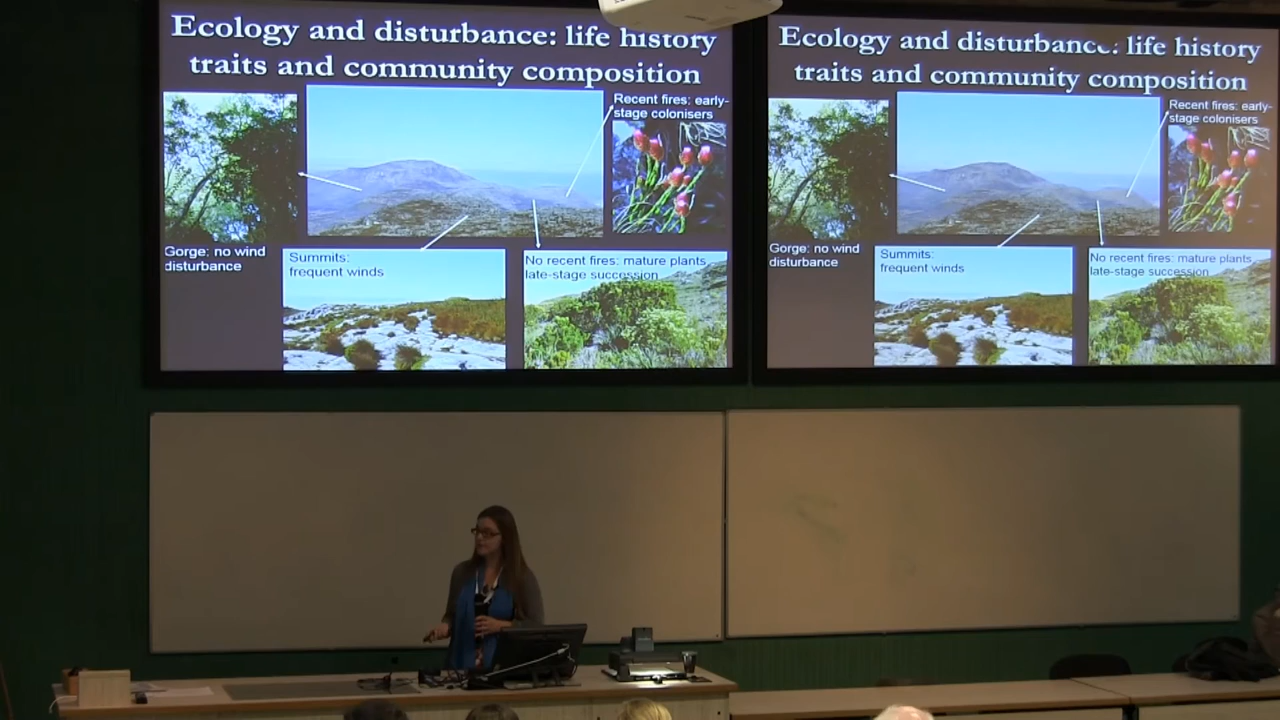 Ecology and disturbance: life history
traits and community composition
Recent fires: early-
stage colonisers
Gorge: no wind
disturbance
Summits:
frequent winds
No recent fires: mature plants
late-stage succession
Ecology and disturbance: life history
traits and community composition
Recent fires: early-
stage colonisers
Gorge: no wind
disturbance
Summits:
frequent winds
No recent fires: mature plants
late-stage succession